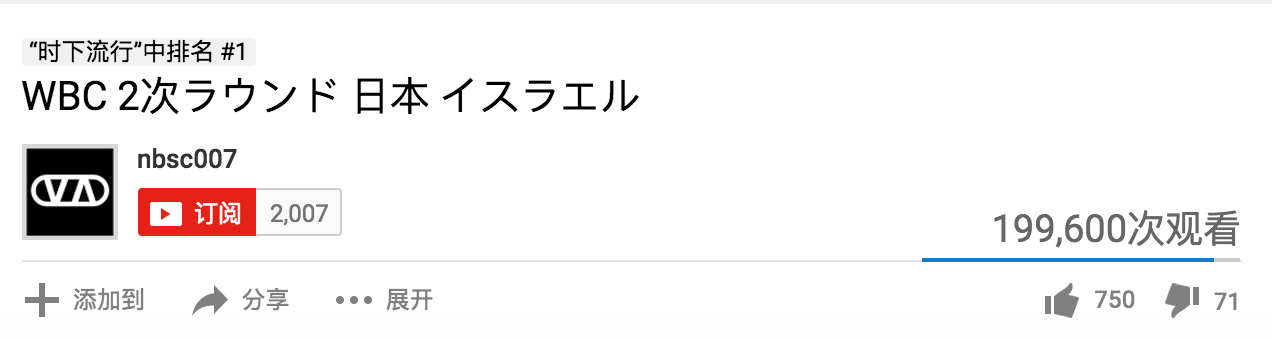 “时下流行”中排名 #1
WBC 2次ラウンド 日本 イスラエル
nbsc007
订阅 2,007
199,600次观看
添加到 分享 展开 750 71